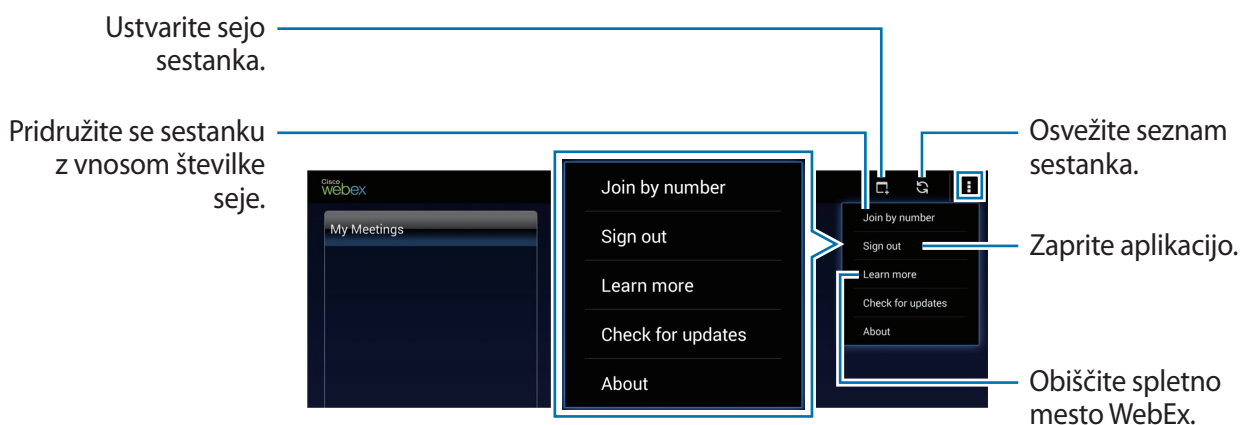 Ustvarite sejo
sestanka.
Pridružite se sestanku
z vnosom številke
seje.
Osvežite seznam
sestanka.
Zaprite aplikacijo.
Obiščite spletno
mesto WebEx.
Cisco
webex
My Meetings
Join by number
Sign out
Learn more
Check for updates
About
Join by number
Sign out
Learn more
Check for updates
About